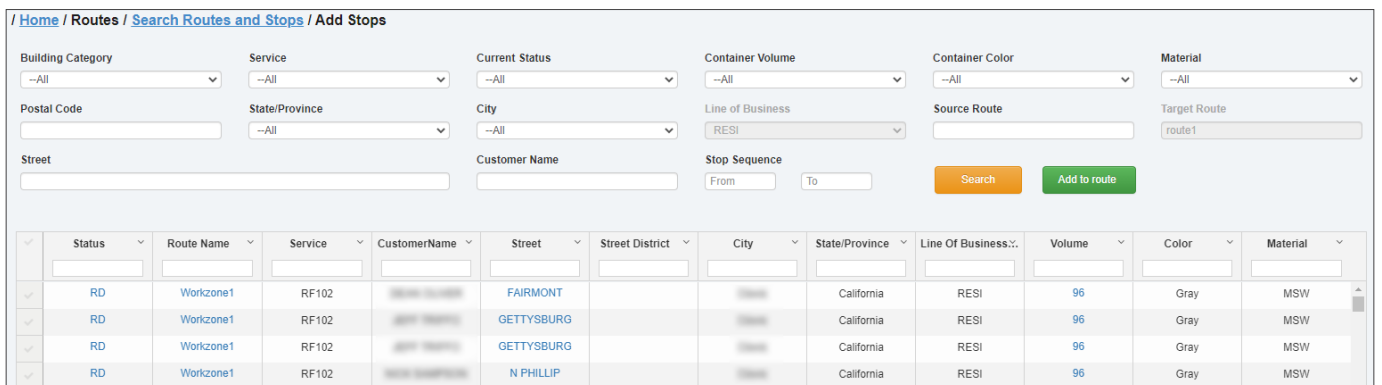 / Home / Routes / Search Routes and Stops / Add Stops
Building Category Service Current Status Container Volume Container Color Material
--All --All --All --All --All --All
Postal Code State/Province City Line of Business Source Route Target Route
--All --All RESI route1
Street Customer Name Stop Sequence
From To Search Add to route
Status Route Name Service CustomerName Street Street District City State/Province Line Of Business... Volume Color Material
RD Workzone1 RF102 FAIRMONT California RESI 96 Gray MSW
RD Workzone1 RF102 GETTYSBURG California RESI 96 Gray MSW
RD Workzone1 RF102 GETTYSBURG California RESI 96 Gray MSW
RD Workzone1 RF102 N PHILLIP California RESI 96 Gray MSW